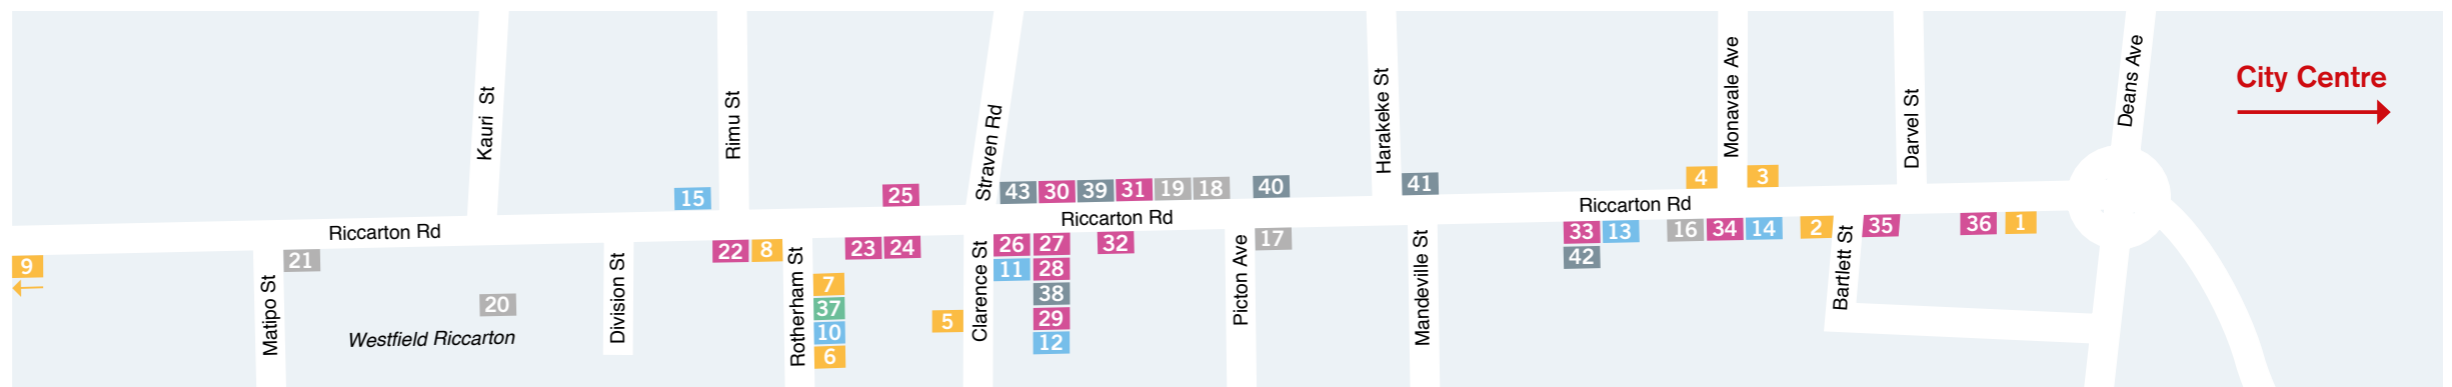 Kauri St
Rimu St
Straven Rd
Harakeke St
Monavale Ave
Darvel St
Deans Ave
City Centre
15
25
43 30 39 31 19 18
40
41
4
3
Riccarton Rd
Riccarton Rd
Riccarton Rd
9
21
20
Westfield Riccarton
Matipo St
Division St
22 8
Rotherham St
7
37
10
6
23 24
5
Clarence St
26 27
32
11 28
38
29
12
Picton Ave
17
Mandeville St
33 13
42
16 34 14
2
Bartlett St
35
36 1